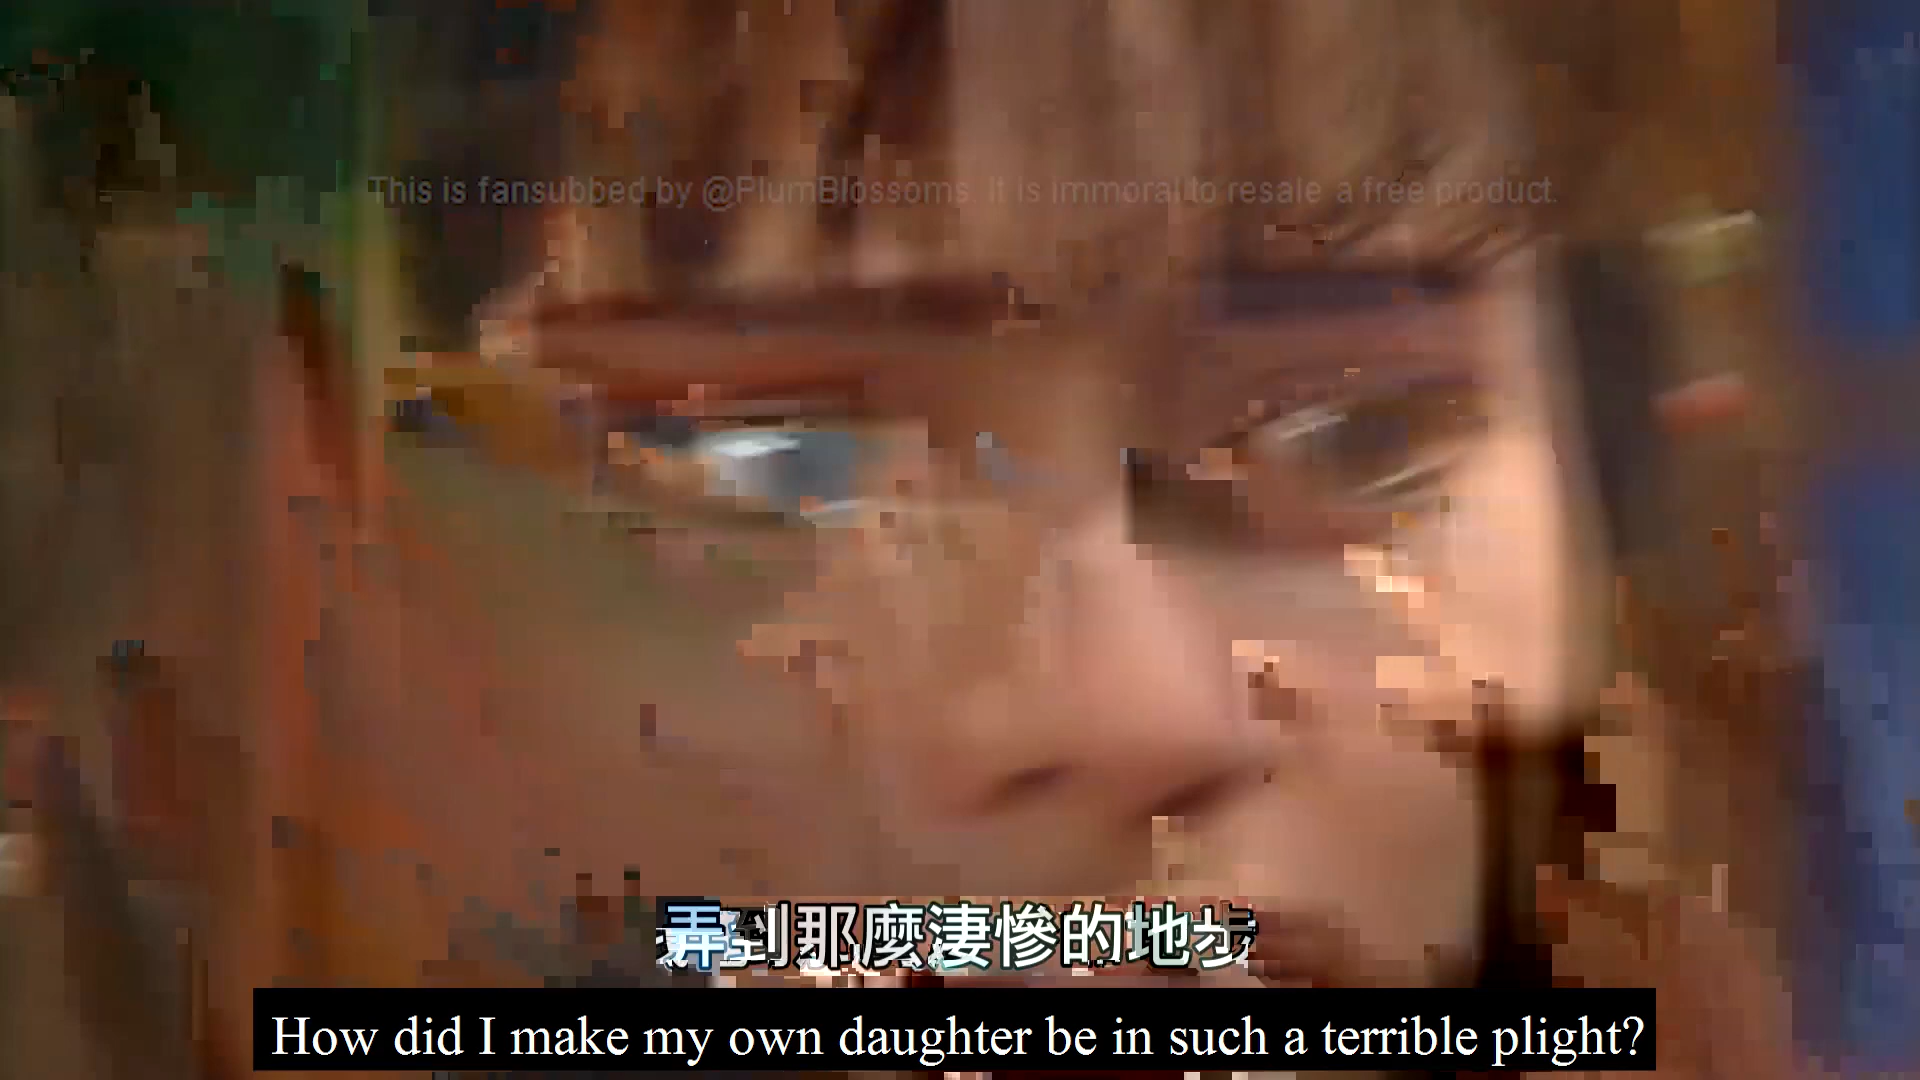 This is fansubbed by @PlumBlossoms. It is immoral to resale a free product.
弄到那麼淒慘的地步
How did I make my own daughter be in such a terrible plight?